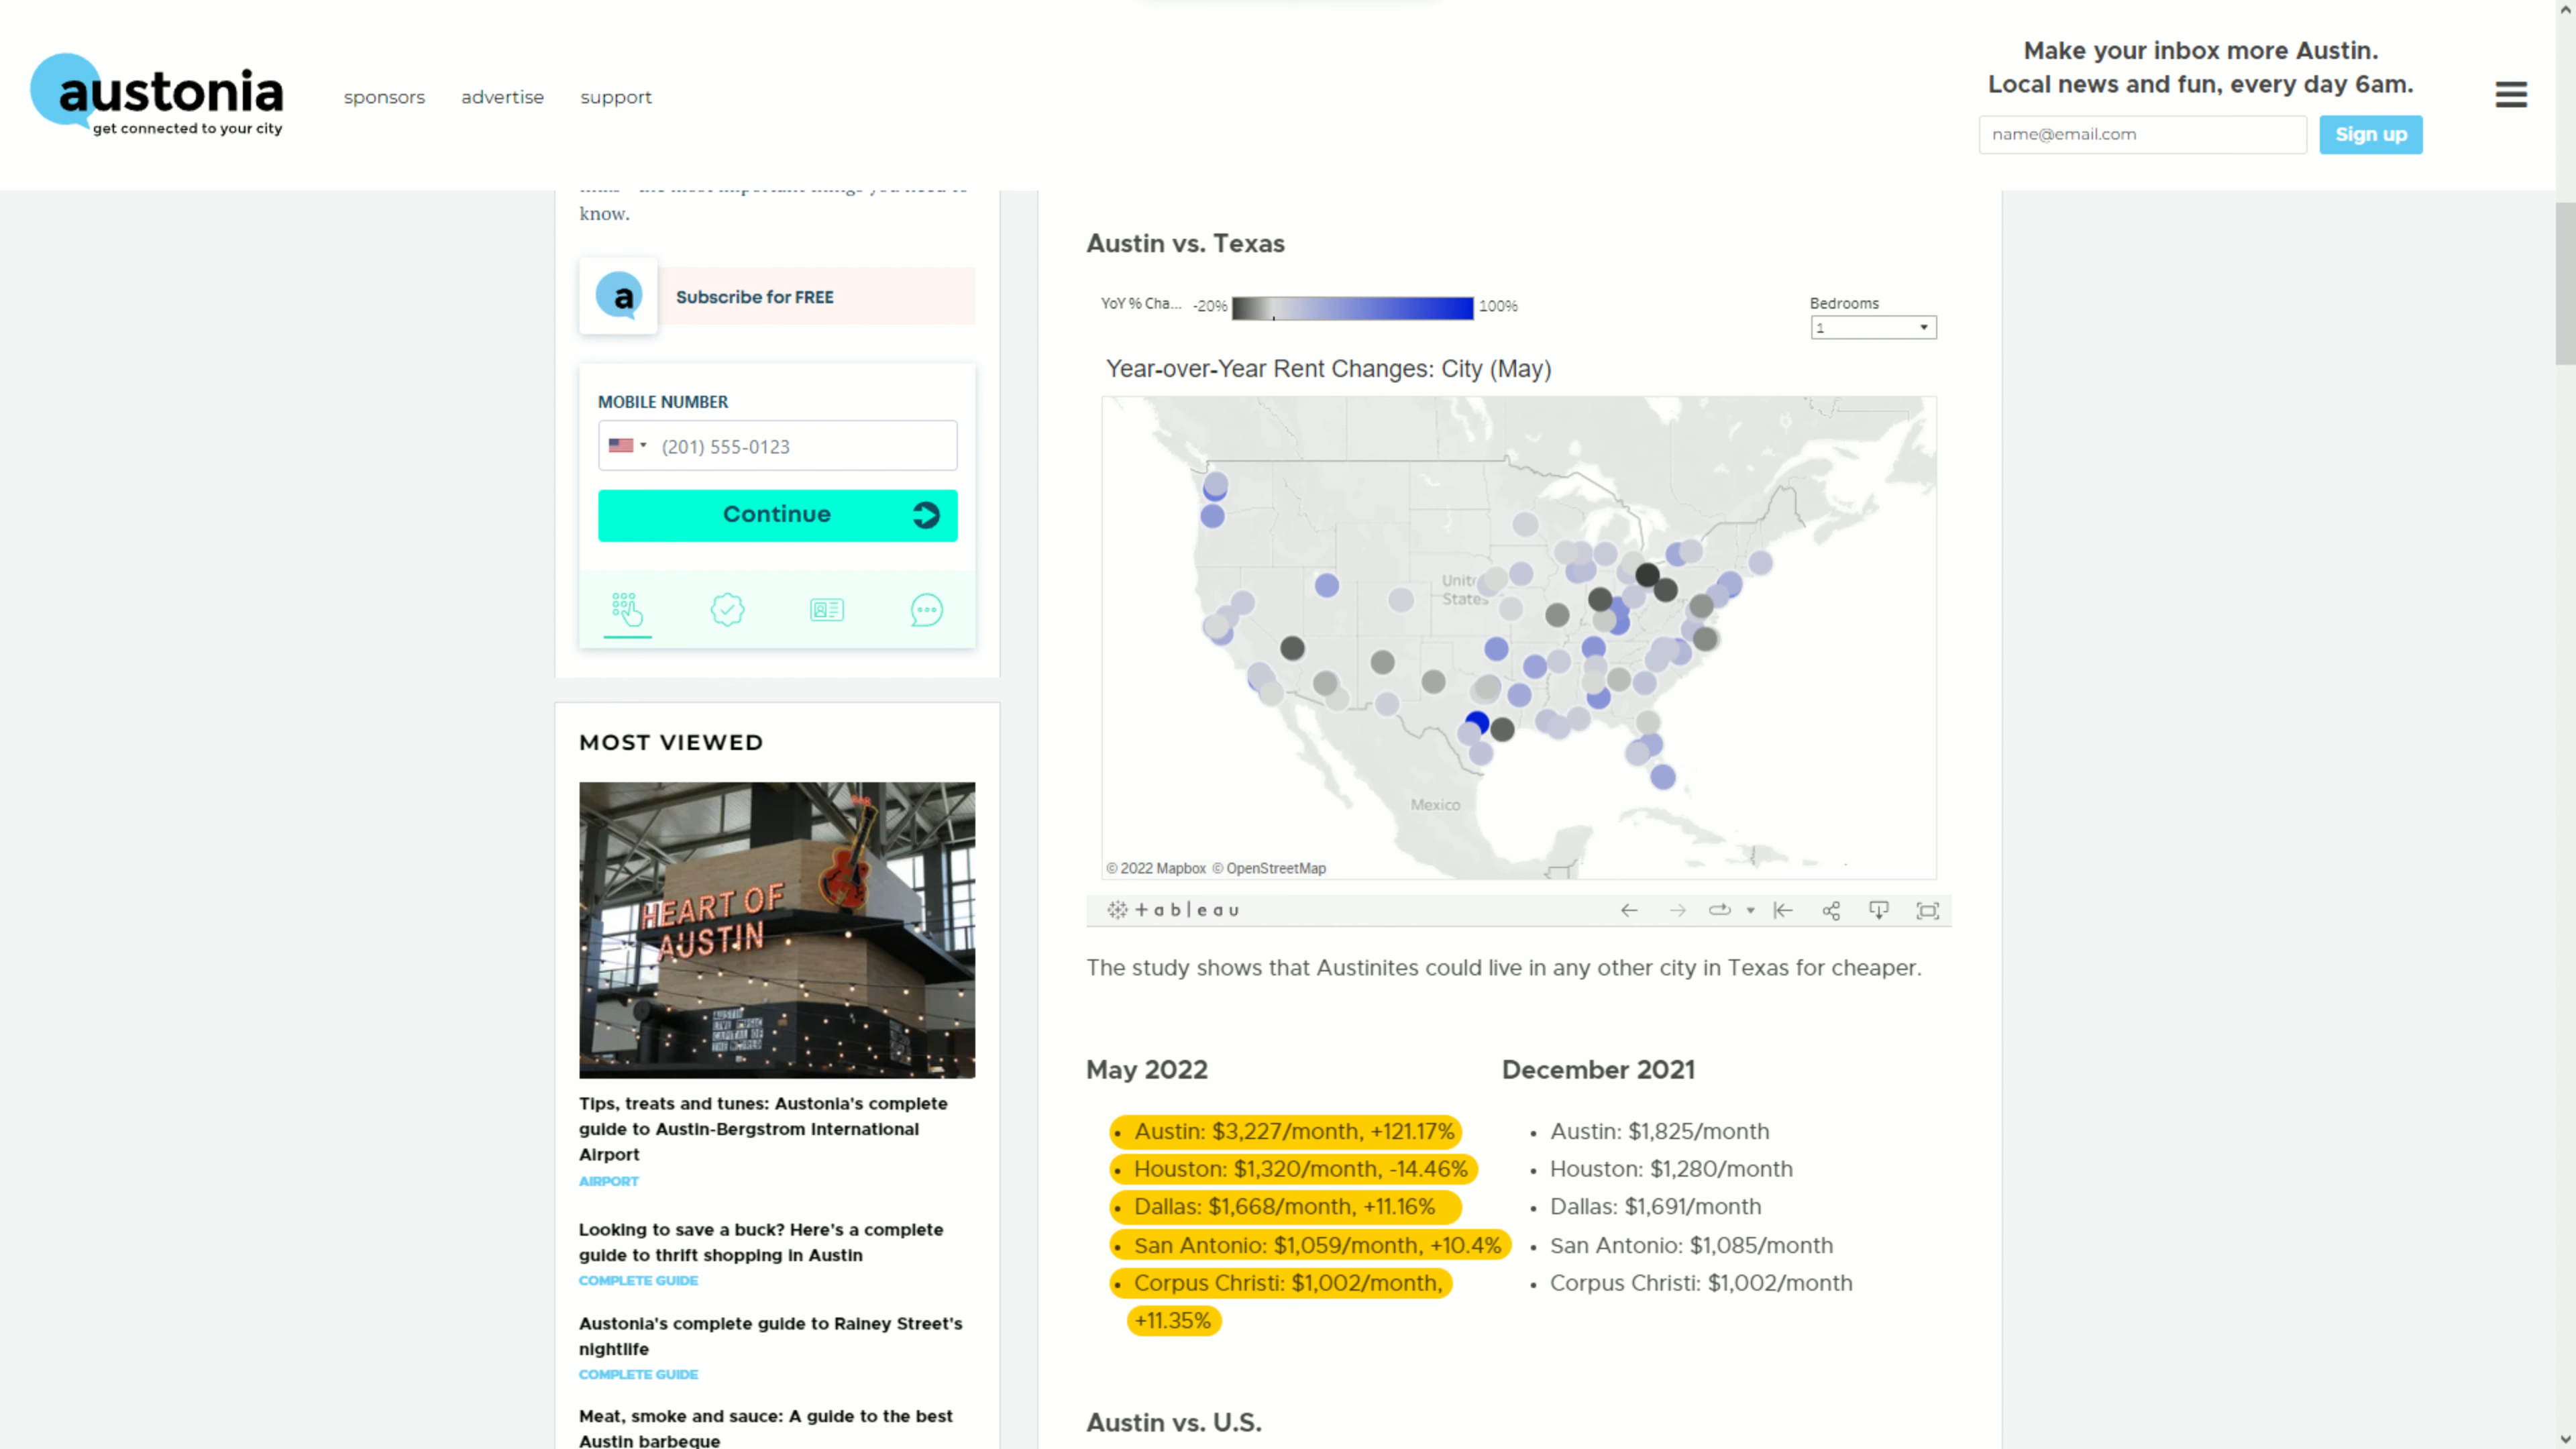 austonia
get connected to your city
sponsors
advertise
support
Make your inbox more Austin.
Local news and fun, every day 6am.
name@email.com
Sign up
know.
a
Subscribe for FREE
MOBILE NUMBER
(201) 555-0123
Continue
MOST VIEWED
HEART OF
AUSTIN
AUSTIN
LIVE MUSIC
CAPITAL OF
THE WORLD
Tips, treats and tunes: Austonia's complete
guide to Austin-Bergstrom International
Airport
AIRPORT
Looking to save a buck? Here's a complete
guide to thrift shopping in Austin
COMPLETE GUIDE
Austonia's complete guide to Rainey Street's
nightlife
COMPLETE GUIDE
Meat, smoke and sauce: A guide to the best
Austin barbeque
Austin vs. Texas
YoY % Cha... -20% 100%
Bedrooms
1
Year-over-Year Rent Changes: City (May)
States
Mexico
© 2022 Mapbox © OpenStreetMap
+ a b l e a u
The study shows that Austinites could live in any other city in Texas for cheaper.
May 2022
• Austin: $3,227/month, +121.17%
• Houston: $1,320/month, -14.46%
• Dallas: $1,668/month, +11.16%
• San Antonio: $1,059/month, +10.4%
• Corpus Christi: $1,002/month,
+11.35%
December 2021
• Austin: $1,825/month
• Houston: $1,280/month
• Dallas: $1,691/month
• San Antonio: $1,085/month
• Corpus Christi: $1,002/month
Austin vs. U.S.